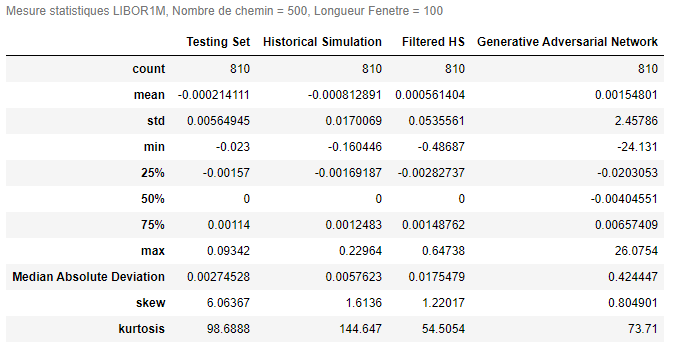 Mesure statistiques LIBOR1M, Nombre de chemin = 500, Longueur Fenetre = 100
Testing Set Historical Simulation Filtered HS Generative Adversarial Network
count 810 810 810 810
mean -0.000214111 -0.000812891 0.000561404 0.00154801
std 0.00564945 0.0170069 0.0535561 2.45786
min -0.023 -0.160446 -0.48687 -24.131
25% -0.00157 -0.00169187 -0.00282737 -0.0203053
50% 0 0 0 -0.00404551
75% 0.00114 0.0012483 0.00148762 0.00657409
max 0.09342 0.22964 0.64738 26.0754
Median Absolute Deviation 0.00274528 0.0057623 0.0175479 0.424447
skew 6.06367 1.6136 1.22017 0.804901
kurtosis 98.6888 144.647 54.5054 73.71